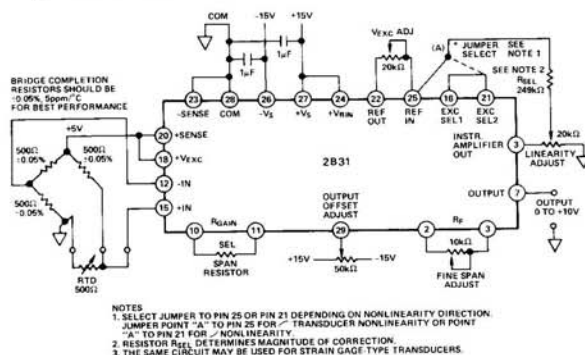 COM
-15V
+15V
1µF
1µF
VEXC ADJ
20kΩ
(A)
* JUMPER SELECT
SEE NOTE 1
SEE NOTE 2
RSEL
249kΩ
BRIDGE COMPLETION
RESISTORS SHOULD BE
-0.05%, 5ppm/°C
FOR BEST PERFORMANCE
23
-SENSE
28
COM
26
-VS
27
+VS
24
+VRIN
22
REF OUT
25
REF IN
16
EXC SEL1
21
EXC SEL2
+5V
500Ω
±0.05%
500Ω
±0.05%
500Ω
-0.05%
RTD
500Ω
20
+SENSE
18
+VEXC
12
-IN
15
+IN
2B31
INSTR.
AMPLIFIER
OUT
3
20kΩ
LINEARITY
ADJUST
OUTPUT
7
OUTPUT
0 TO +10V
RGAIN
10
11
SEL
SPAN
RESISTOR
OUTPUT
OFFSET
ADJUST
29
+15V
-15V
50kΩ
RF
2
3
10kΩ
FINE SPAN
ADJUST
NOTES
1. SELECT JUMPER TO PIN 25 OR PIN 21 DEPENDING ON NONLINEARITY DIRECTION.
JUMPER POINT "A" TO PIN 25 FOR TRANSDUCER NONLINEARITY OR POINT
"A" TO PIN 21 FOR NONLINEARITY.
2. RESISTOR RSEL DETERMINES MAGNITUDE OF CORRECTION.
3. THE SAME CIRCUIT MAY BE USED FOR STRAIN GAGE-TYPE TRANSDUCERS.